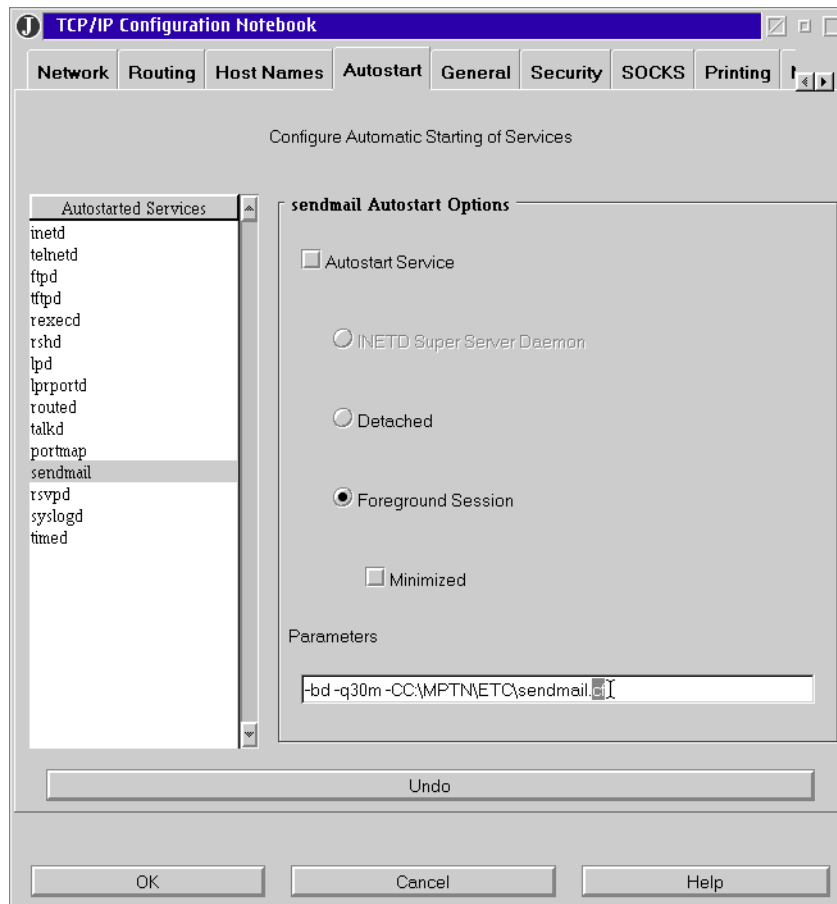 J TCP/IP Configuration Notebook
Network Routing Host Names Autostart General Security SOCKS Printing
Configure Automatic Starting of Services
Autostarted Services
inetd
telnetd
ftpd
tftpd
rexecd
rshd
lpd
lprportd
routed
talkd
portmap
sendmail
rsvpd
syslogd
timed
sendmail Autostart Options
Autostart Service
INETD Super Server Daemon
Detached
Foreground Session
Minimized
Parameters
-bd -q30m -CC:\MPTN\ETC\sendmail.cf
Undo
OK Cancel Help